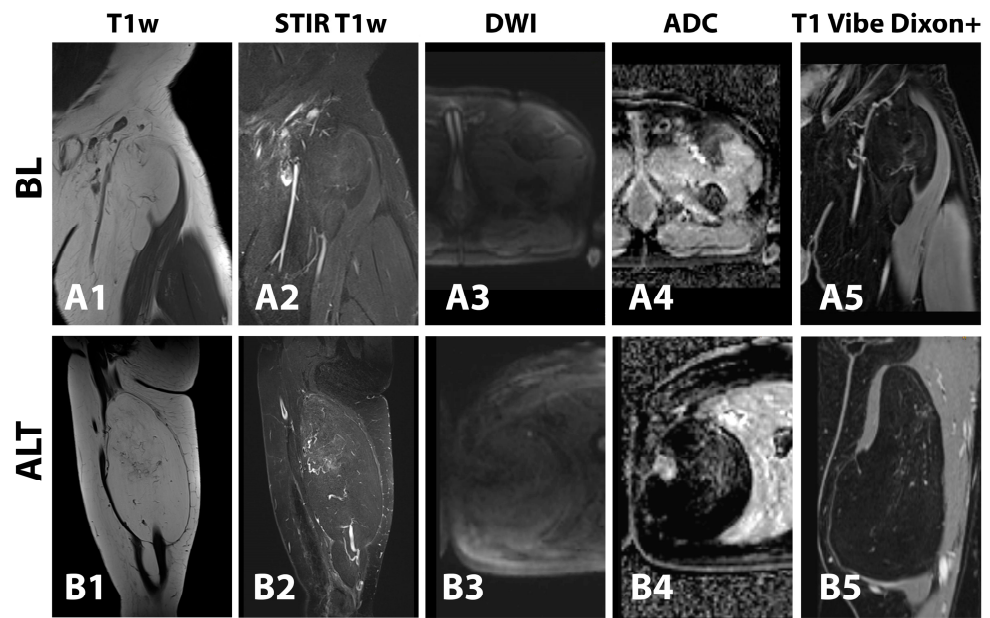 T1w STIR T1w DWI ADC T1 Vibe Dixon+
BL
A1 A2 A3 A4 A5
ALT
B1 B2 B3 B4 B5